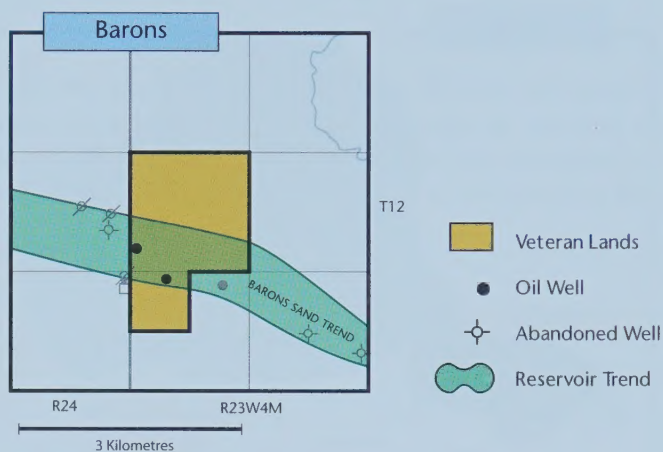 Barons
T12
BARONS SAND TREND
R24
R23W4M
3 Kilometres
Veteran Lands
Oil Well
Abandoned Well
Reservoir Trend